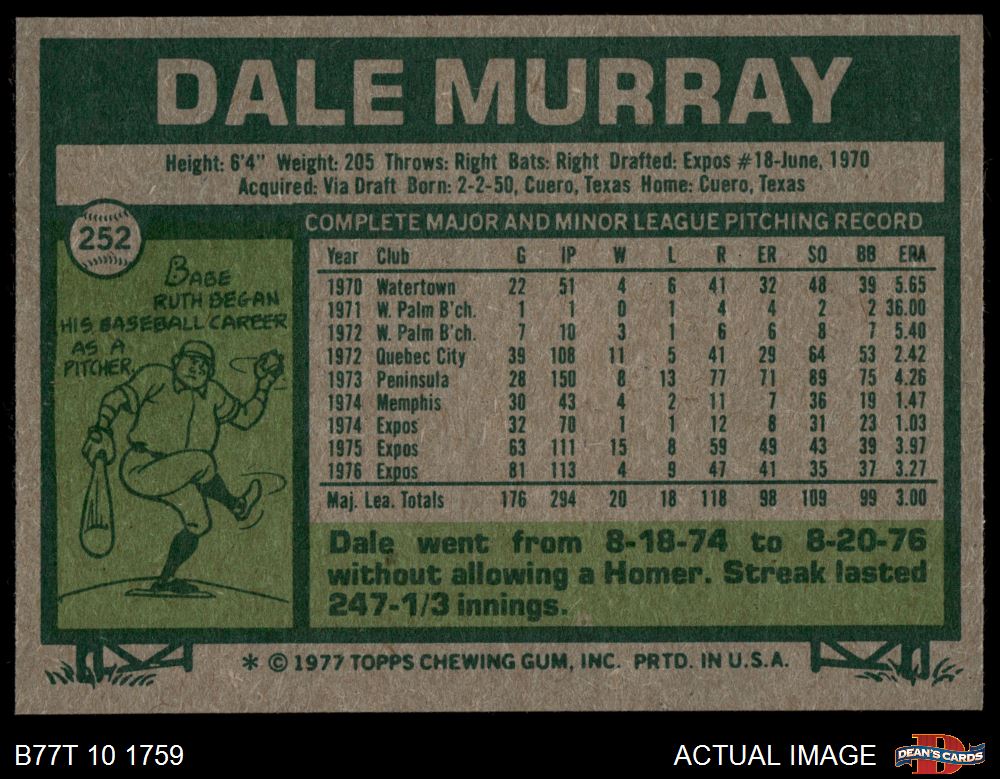 DALE MURRAY
Height: 6'4" Weight: 205 Throws: Right Bats: Right Drafted: Expos #18-June, 1970
Acquired: Via Draft Born: 2-2-50, Cuero, Texas Home: Cuero, Texas
252
BABE
RUTH BEGAN
HIS BASEBALL CAREER
AS A
PITCHER.
COMPLETE MAJOR AND MINOR LEAGUE PITCHING RECORD
Year Club G IP W L R ER SO BB ERA
1970 Watertown 22 51 4 6 41 32 48 39 5.65
1971 W. Palm B'ch. 1 1 0 1 4 4 2 2 36.00
1972 W. Palm B'ch. 7 10 3 1 6 6 8 7 5.40
1972 Quebec City 39 108 11 5 41 29 64 53 2.42
1973 Peninsula 28 150 8 13 77 71 89 75 4.26
1974 Memphis 30 43 4 2 11 7 36 19 1.47
1974 Expos 32 70 1 1 12 8 31 23 1.03
1975 Expos 63 111 15 8 59 49 43 39 3.97
1976 Expos 81 113 4 9 47 41 35 37 3.27
Maj. Lea. Totals 176 294 20 18 118 98 109 99 3.00
Dale went from 8-18-74 to 8-20-76
without allowing a Homer. Streak lasted
247-1/3 innings.
* © 1977 TOPPS CHEWING GUM, INC. PRTD. IN U.S.A.
B77T 10 1759
ACTUAL IMAGE
D
DEAN'S CARDS